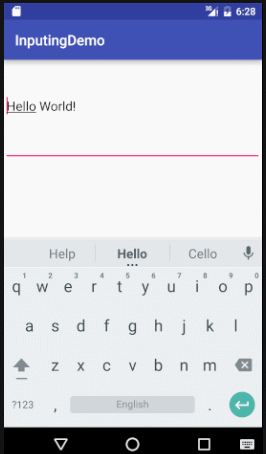 6:28
InputingDemo
Hello World!
Help Hello Cello
1 2 3 4 5 6 7 8 9 0
q w e r t y u i o p
a s d f g h j k l
z x c v b n m
?123 , English .